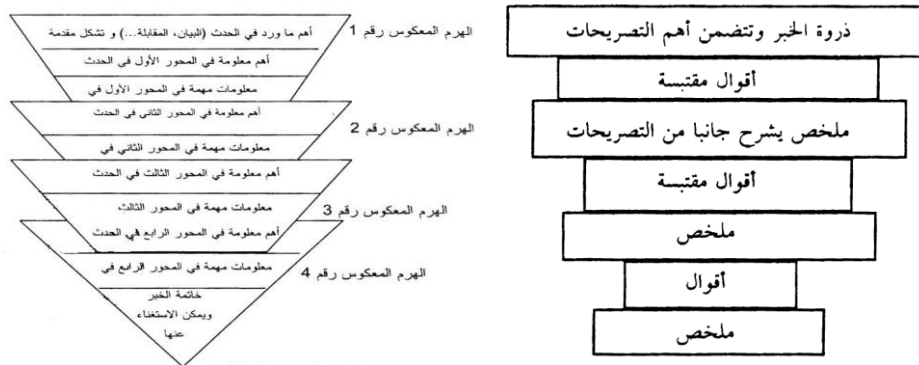 ذروة الخبر وتتضمن أهم التصريحات
أقوال مقتبسة
ملخص يشرح جانبا من التصريحات
أقوال مقتبسة
ملخص
أقوال
ملخص
الهرم المعكوس رقم 1
أهم ما ورد في الحدث (البيان، المقابلة...) و تشكل مقدمة
أهم معلومة في المحور الأول في الحدث
معلومات مهمة في المحور الأول في
الهرم المعكوس رقم 2
أهم معلومة في المحور الثاني في الحدث
معلومات مهمة في المحور الثاني في
أهم معلومة في المحور الثالث في الحدث
الهرم المعكوس رقم 3
معلومات مهمة في المحور الثالث
أهم معلومة في المحور الرابع في الحدث
الهرم المعكوس رقم 4
معلومات مهمة في المحور الرابع في
خاتمة الخبر
ويمكن الاستغناء
عنها